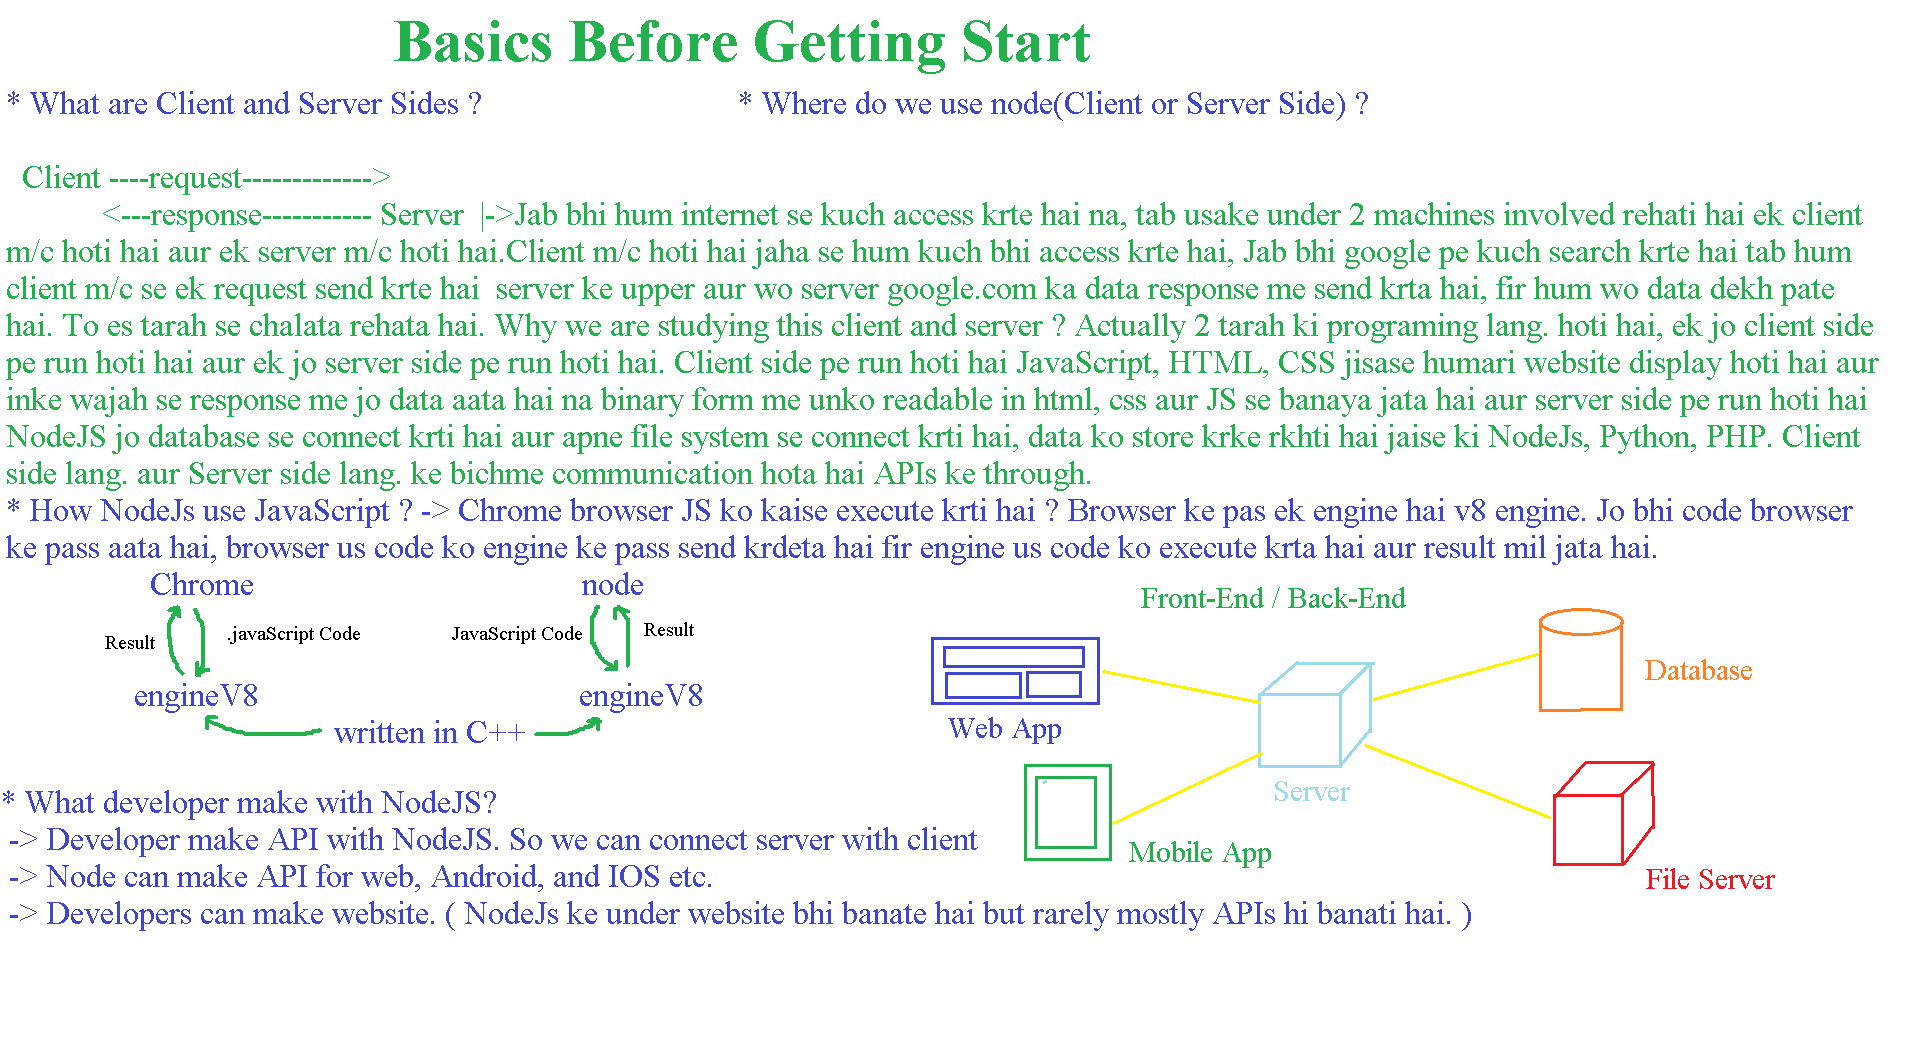 Basics Before Getting Start
* What are Client and Server Sides ? * Where do we use node(Client or Server Side) ?
Client ----request------------->
<---response----------- Server |->Jab bhi hum internet se kuch access krte hai na, tab usake under 2 machines involved rehati hai ek client
m/c hoti hai aur ek server m/c hoti hai.Client m/c hoti hai jaha se hum kuch bhi access krte hai, Jab bhi google pe kuch search krte hai tab hum
client m/c se ek request send krte hai server ke upper aur wo server google.com ka data response me send krta hai, fir hum wo data dekh pate
hai. To es tarah se chalata rehata hai. Why we are studying this client and server ? Actually 2 tarah ki programing lang. hoti hai, ek jo client side
pe run hoti hai aur ek jo server side pe run hoti hai. Client side pe run hoti hai JavaScript, HTML, CSS jisase humari website display hoti hai aur
inke wajah se response me jo data aata hai na binary form me unko readable in html, css aur JS se banaya jata hai aur server side pe run hoti hai
NodeJS jo database se connect krti hai aur apne file system se connect krti hai, data ko store krke rkhti hai jaise ki NodeJs, Python, PHP. Client
side lang. aur Server side lang. ke bichme communication hota hai APIs ke through.
* How NodeJs use JavaScript ? -> Chrome browser JS ko kaise execute krti hai ? Browser ke pas ek engine hai v8 engine. Jo bhi code browser
ke pass aata hai, browser us code ko engine ke pass send krdeta hai fir engine us code ko execute krta hai aur result mil jata hai.
Chrome
node
Result
.javaScript Code
JavaScript Code
Result
engineV8
engineV8
written in C++
Front-End / Back-End
Web App
Server
Database
Mobile App
File Server
* What developer make with NodeJS?
-> Developer make API with NodeJS. So we can connect server with client
-> Node can make API for web, Android, and IOS etc.
-> Developers can make website. ( NodeJs ke under website bhi banate hai but rarely mostly APIs hi banati hai. )